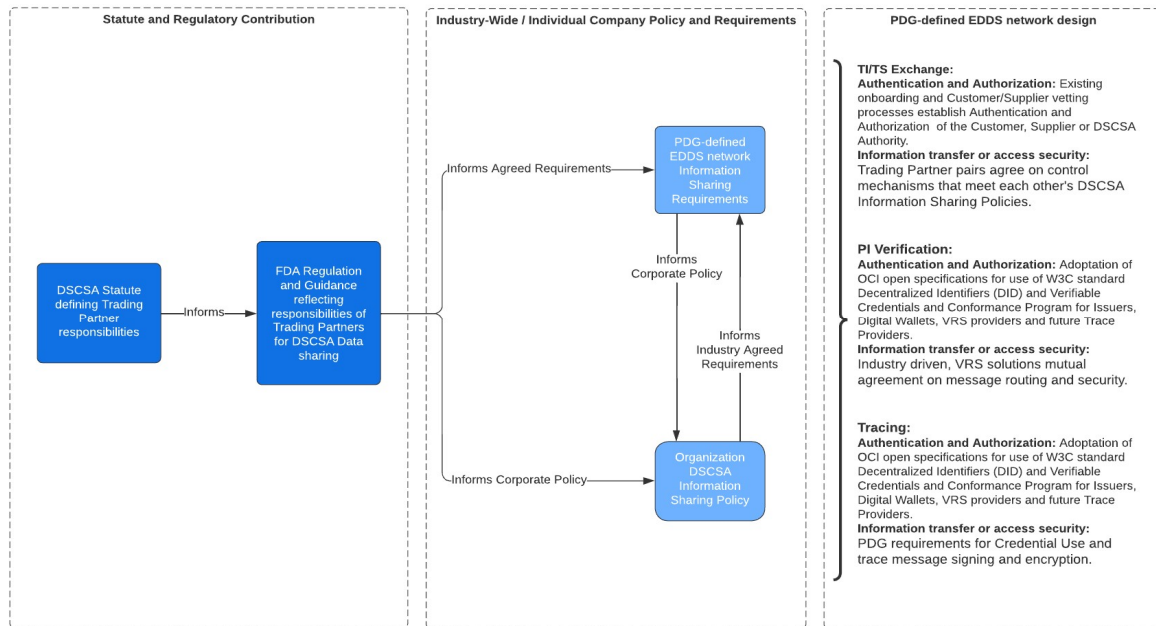 Statute and Regulatory Contribution
Industry-Wide / Individual Company Policy and Requirements
PDG-defined EDDS network design
DSCSA Statute
defining Trading
Partner
responsibilities
Informs
FDA Regulation
and Guidance
reflecting
responsibilities of
Trading Partners
for DSCSA Data
sharing
Informs Agreed Requirements
Informs Corporate Policy
PDG-defined
EDDS network
Information
Sharing
Requirements
Informs
Corporate Policy
Informs
Industry Agreed
Requirements
Organization
DSCSA
Information
Sharing Policy
TI/TS Exchange:
Authentication and Authorization: Existing
onboarding and Customer/Supplier vetting
processes establish Authentication and
Authorization of the Customer, Supplier or DSCSA
Authority.
Information transfer or access security:
Trading Partner pairs agree on control
mechanisms that meet each other's DSCSA
Information Sharing Policies.
PI Verification:
Authentication and Authorization: Adoptation of
OCI open specifications for use of W3C standard
Decentralized Identifiers (DID) and Verifiable
Credentials and Conformance Program for Issuers,
Digital Wallets, VRS providers and future Trace
Providers.
Information transfer or access security:
Industry driven, VRS solutions mutual
agreement on message routing and security.
Tracing:
Authentication and Authorization: Adoptation of
OCI open specifications for use of W3C standard
Decentralized Identifiers (DID) and Verifiable
Credentials and Conformance Program for Issuers,
Digital Wallets, VRS providers and future Trace
Providers.
Information transfer or access security:
PDG requirements for Credential Use and
trace message signing and encryption.